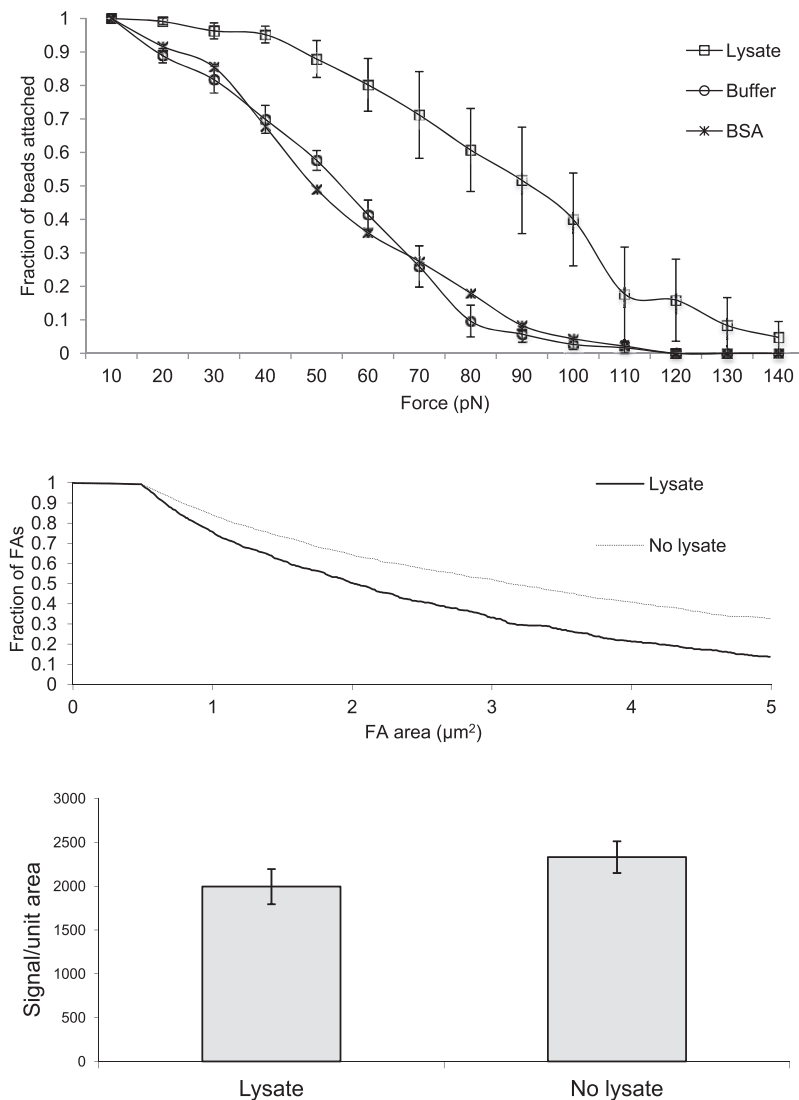 1
0.9
0.8
0.7
0.6
0.5
0.4
0.3
0.2
0.1
0
Fraction of beads attached
Lysate
Buffer
BSA
10 20 30 40 50 60 70 80 90 100 110 120 130 140
Force (pN)
1
0.9
0.8
0.7
0.6
0.5
0.4
0.3
0.2
0.1
0
Fraction of FAs
Lysate
No lysate
0 1 2 3 4 5
FA area (µm²)
3000
2500
2000
1500
1000
500
0
Signal/unit area
Lysate No lysate